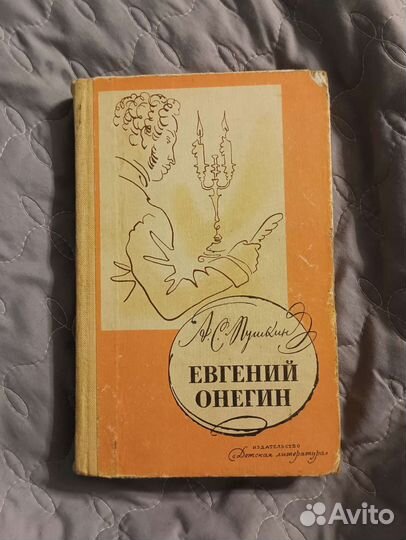 А. С. Пушкин
ЕВГЕНИЙ
ОНЕГИН
ИЗДАТЕЛЬСТВО
«Детская литература»
Avito